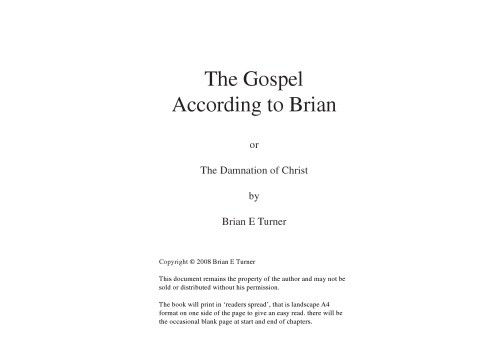 The Gospel
According to Brian
or
The Damnation of Christ
by
Brian E Turner
Copyright © 2008 Brian E Turner
This document remains the property of the author and may not be
sold or distributed without his permission.
The book will print in ‘readers spread’, that is landscape A4
format on one side of the page to give an easy read. there will be
the occasional blank page at start and end of chapters.